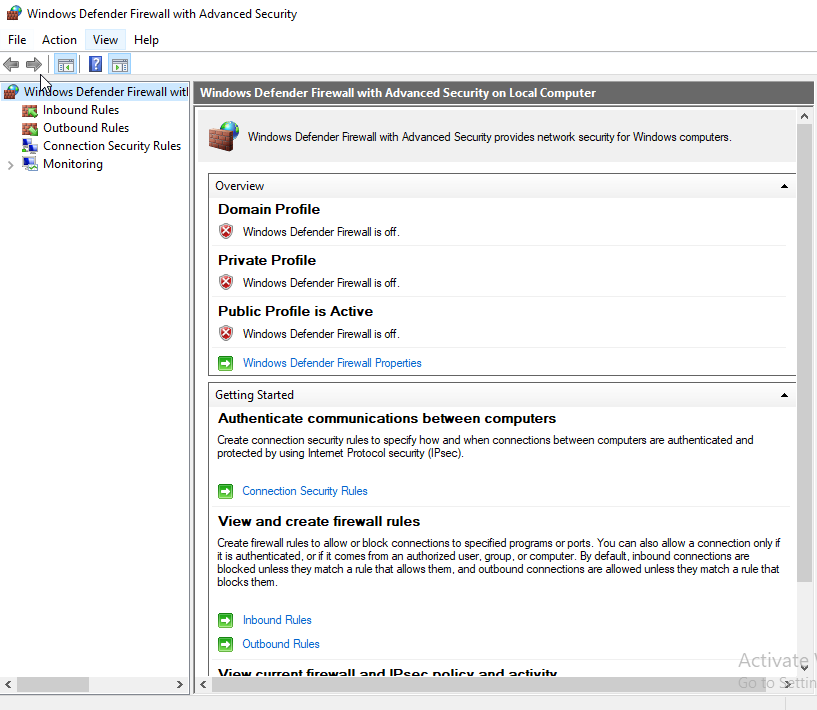 Windows Defender Firewall with Advanced Security
File Action View Help
Windows Defender Firewall with
Inbound Rules
Outbound Rules
Connection Security Rules
Monitoring
Windows Defender Firewall with Advanced Security on Local Computer
Windows Defender Firewall with Advanced Security provides network security for Windows computers.
Overview
Domain Profile
Windows Defender Firewall is off.
Private Profile
Windows Defender Firewall is off.
Public Profile is Active
Windows Defender Firewall is off.
Windows Defender Firewall Properties
Getting Started
Authenticate communications between computers
Create connection security rules to specify how and when connections between computers are authenticated and
protected by using Internet Protocol security (IPsec).
Connection Security Rules
View and create firewall rules
Create firewall rules to allow or block connections to specified programs or ports. You can also allow a connection only if
it is authenticated, or if it comes from an authorized user, group, or computer. By default, inbound connections are
blocked unless they match a rule that allows them, and outbound connections are allowed unless they match a rule that
blocks them.
Inbound Rules
Outbound Rules
View current firewall and IPsec policy and activity
Activate
Go to